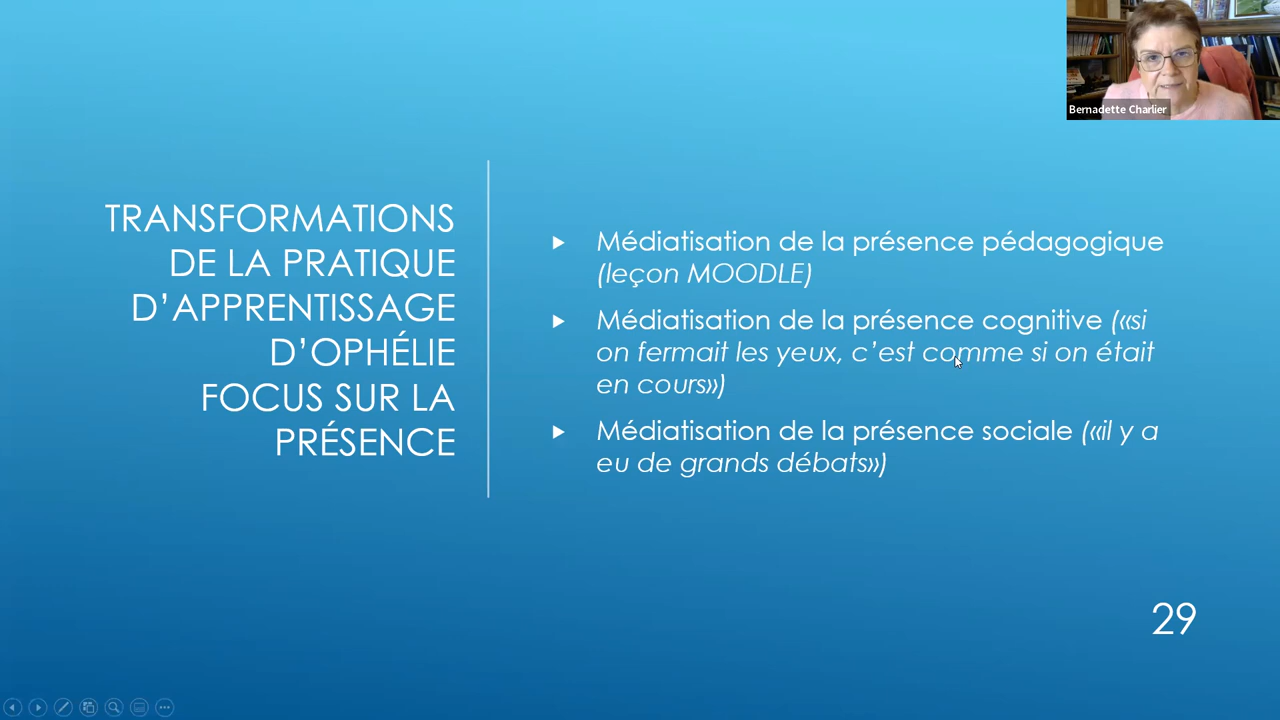 Bernadette Charlier
TRANSFORMATIONS
DE LA PRATIQUE
D’APPRENTISSAGE
D’OPHÉLIE
FOCUS SUR LA
PRÉSENCE
Médiatisation de la présence pédagogique
(leçon MOODLE)
Médiatisation de la présence cognitive («si
on fermait les yeux, c’est comme si on était
en cours»)
Médiatisation de la présence sociale («il y a
eu de grands débats»)
29